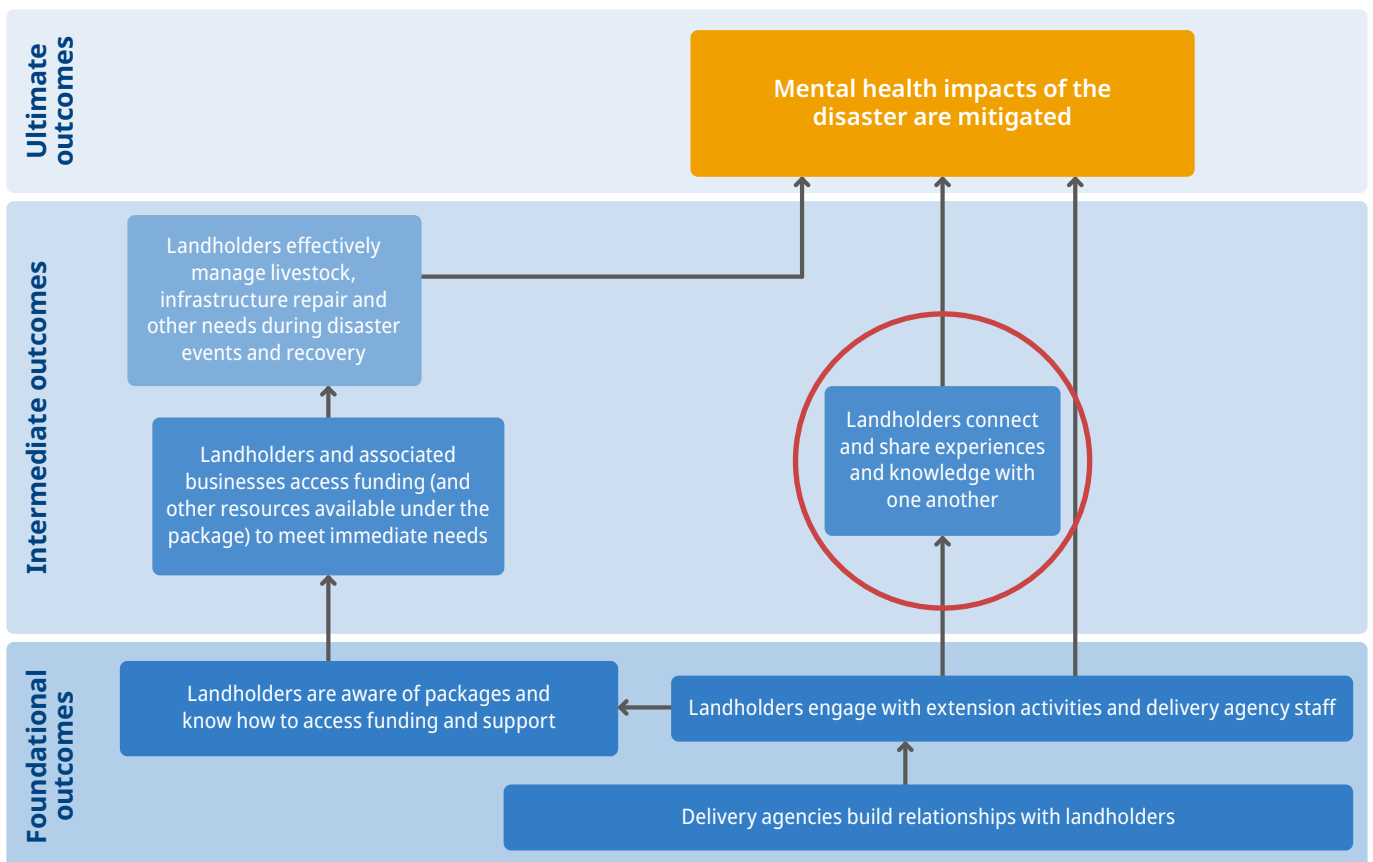 Ultimate
outcomes
Mental health impacts of the
disaster are mitigated
Intermediate outcomes
Landholders effectively
manage livestock,
infrastructure repair and
other needs during disaster
events and recovery
Landholders and associated
businesses access funding (and
other resources available under the
package) to meet immediate needs
Landholders connect
and share experiences
and knowledge with
one another
Foundational
outcomes
Landholders are aware of packages and
know how to access funding and support
Landholders engage with extension activities and delivery agency staff
Delivery agencies build relationships with landholders